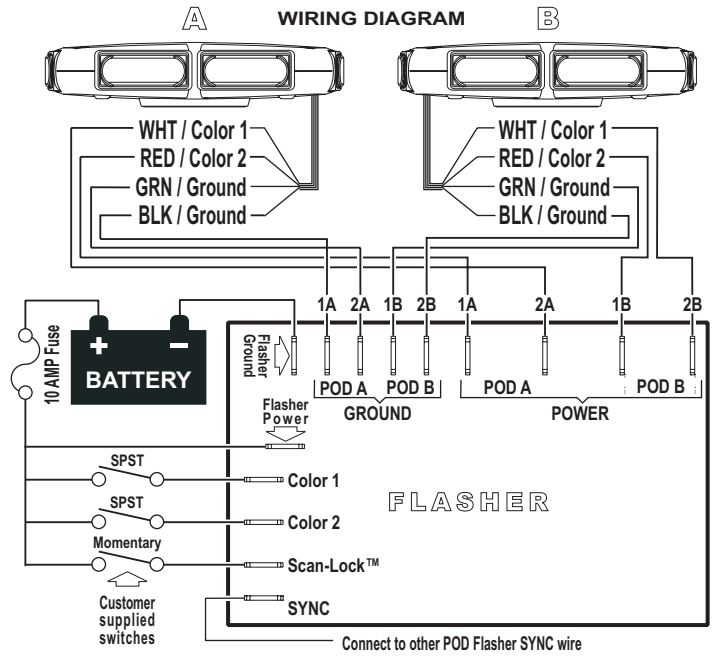 A WIRING DIAGRAM B
WHT / Color 1
RED / Color 2
GRN / Ground
BLK / Ground
WHT / Color 1
RED / Color 2
GRN / Ground
BLK / Ground
1A 2A 1B 2B 1A 2A 1B 2B
10 AMP Fuse
+ −
BATTERY
Flasher
Ground
POD A POD B
GROUND
POD A POD B
POWER
Flasher
Power
SPST
Color 1
FLASHER
SPST
Color 2
Momentary
Scan-Lock™
Customer
supplied
switches
SYNC
Connect to other POD Flasher SYNC wire